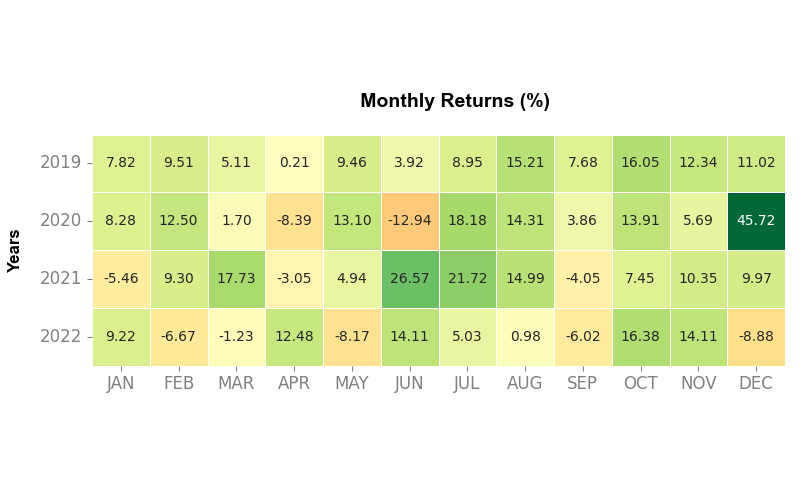 Monthly Returns (%)
Years
2019 7.82 9.51 5.11 0.21 9.46 3.92 8.95 15.21 7.68 16.05 12.34 11.02
2020 8.28 12.50 1.70 -8.39 13.10 -12.94 18.18 14.31 3.86 13.91 5.69 45.72
2021 -5.46 9.30 17.73 -3.05 4.94 26.57 21.72 14.99 -4.05 7.45 10.35 9.97
2022 9.22 -6.67 -1.23 12.48 -8.17 14.11 5.03 0.98 -6.02 16.38 14.11 -8.88
JAN FEB MAR APR MAY JUN JUL AUG SEP OCT NOV DEC